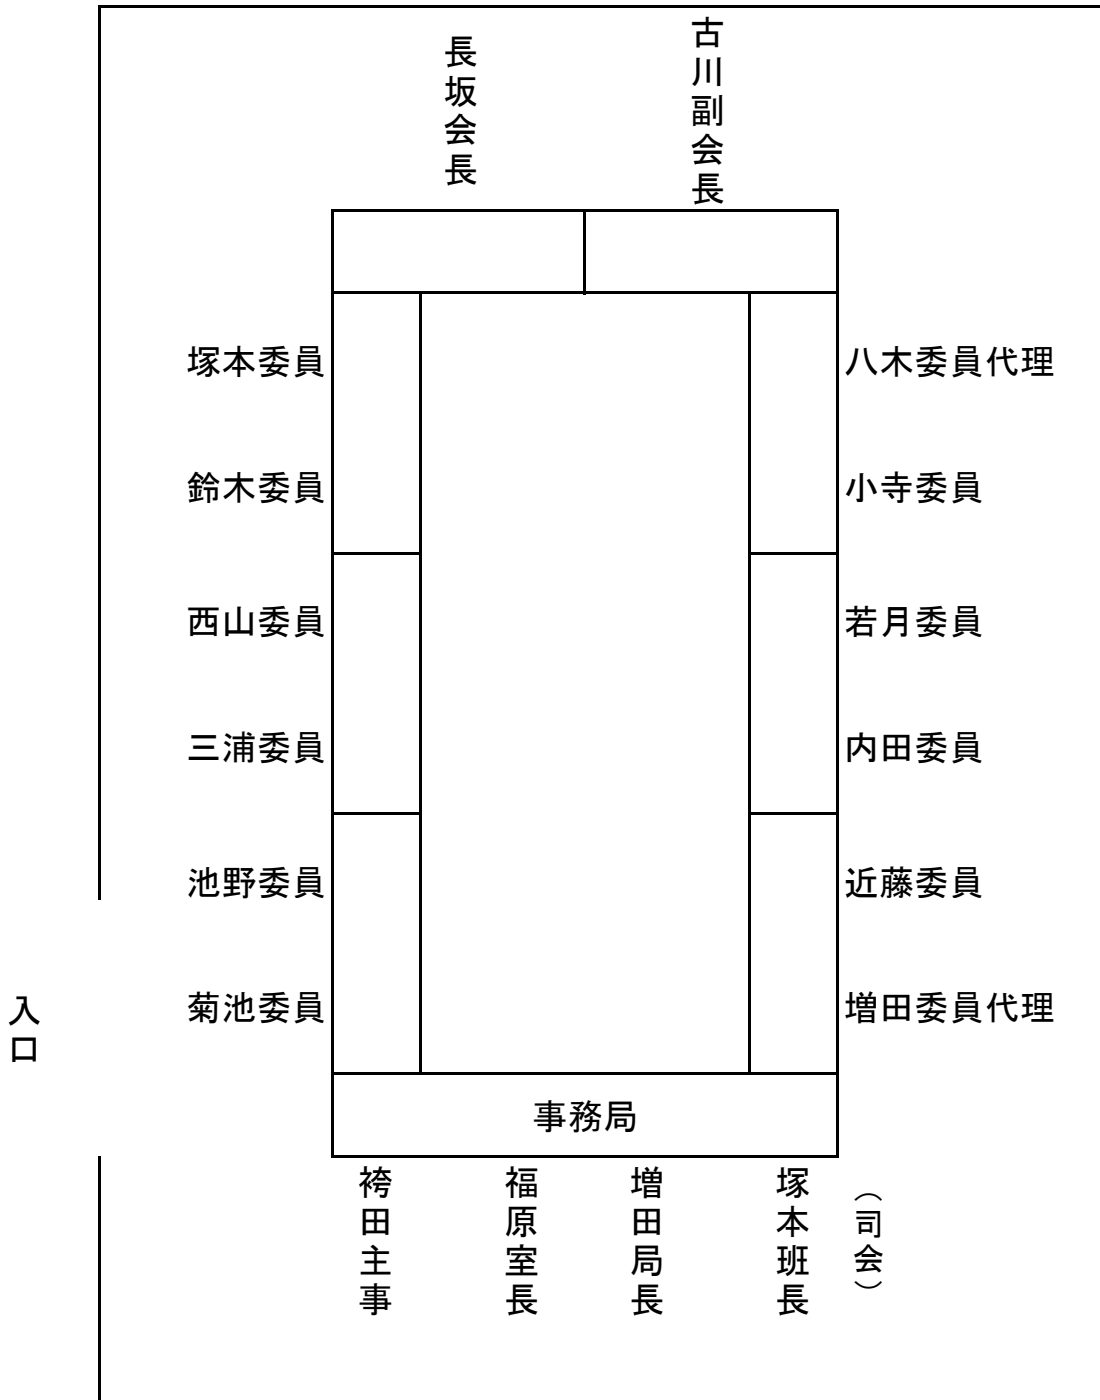 長坂会長
古川副会長
塚本委員
八木委員代理
鈴木委員
小寺委員
西山委員
若月委員
三浦委員
内田委員
池野委員
近藤委員
菊池委員
増田委員代理
入口
事務局
袴田主事
福原室長
増田局長
塚本班長
（司会）